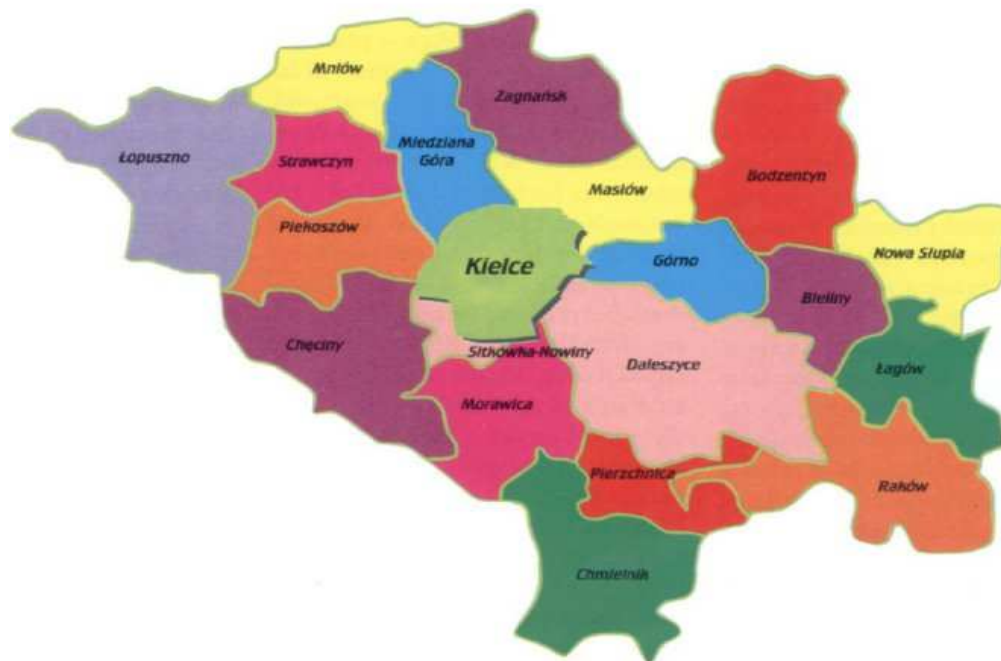 Mniów
Zagnańsk
Łopuszno
Strawczyn
Miedziana
Góra
Masłów
Bodzentyn
Piekoszów
Kielce
Górno
Nowa Słupia
Bieliny
Chęciny
Sitkówka-Nowiny
Daleszyce
Łagów
Morawica
Pierzchnica
Raków
Chmielnik